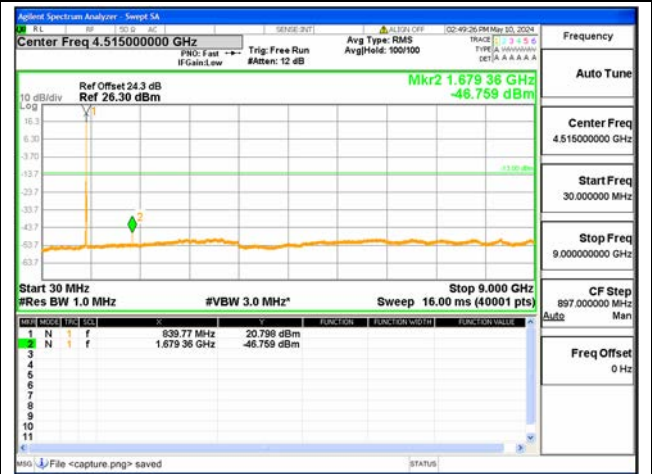 Agilent Spectrum Analyzer - Swept SA
RL RF 50 Ω AC SENSE:INT ALIGN OFF 02:49:26 PM May 10, 2024
Center Freq 4.515000000 GHz
PNO: Fast
IFGain:Low
Trig: Free Run
#Atten: 12 dB
Avg Type: RMS
Avg|Hold: 100/100
TRACE 1 2 3 4 5 6
TYPE A WWWWW
DET A A A A A A
Frequency
Auto Tune
Center Freq
4.515000000 GHz
Start Freq
30.000000 MHz
Stop Freq
9.000000000 GHz
CF Step
897.000000 MHz
Auto Man
Freq Offset
0 Hz
Mkr2 1.679 36 GHz
-46.759 dBm
Ref Offset 24.3 dB
10 dB/div Ref 26.30 dBm
Log
1
16.3
6.30
-3.70
-13.7
-13.00 dBm
-23.7
-33.7
2
-43.7
-53.7
-63.7
Start 30 MHz Stop 9.000 GHz
#Res BW 1.0 MHz #VBW 3.0 MHz* Sweep 16.00 ms (40001 pts)
MKR MODE TRC SCL X Y FUNCTION FUNCTION WIDTH FUNCTION VALUE
1 N 1 f 839.77 MHz 20.798 dBm
2 N 1 f 1.679 36 GHz -46.759 dBm
3
4
5
6
7
8
9
10
11
MSG File <capture.png> saved STATUS